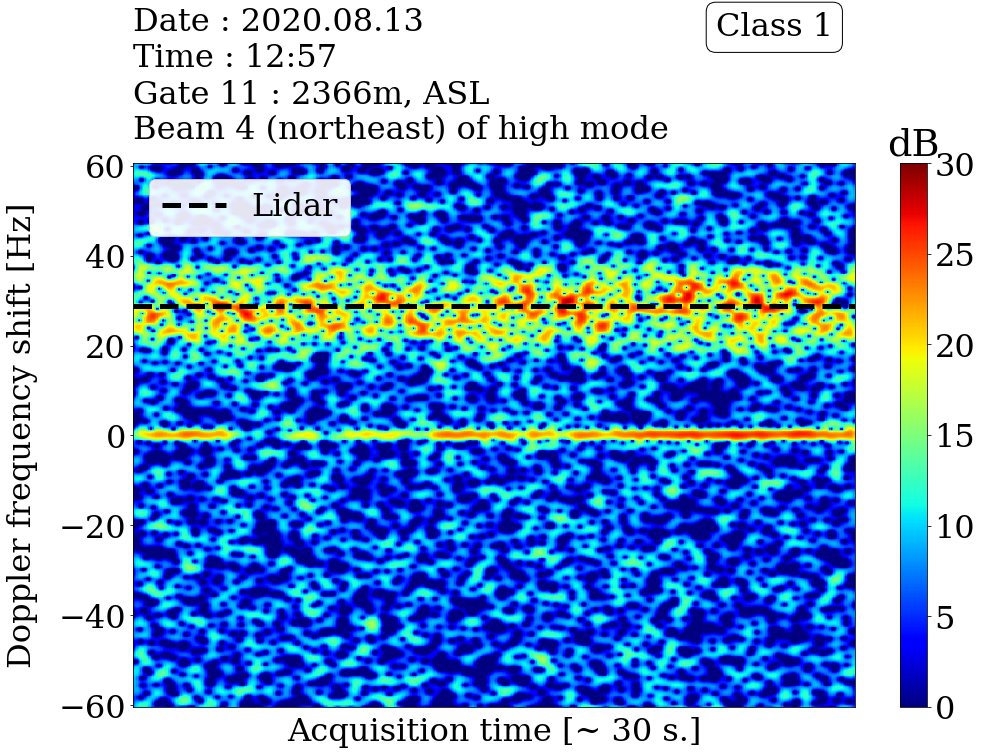 Date : 2020.08.13
Class 1
Time : 12:57
Gate 11 : 2366m, ASL
Beam 4 (northeast) of high mode
dB
60
40
20
0
−20
−40
−60
Doppler frequency shift [Hz]
Lidar
30
25
20
15
10
5
0
Acquisition time [~ 30 s.]